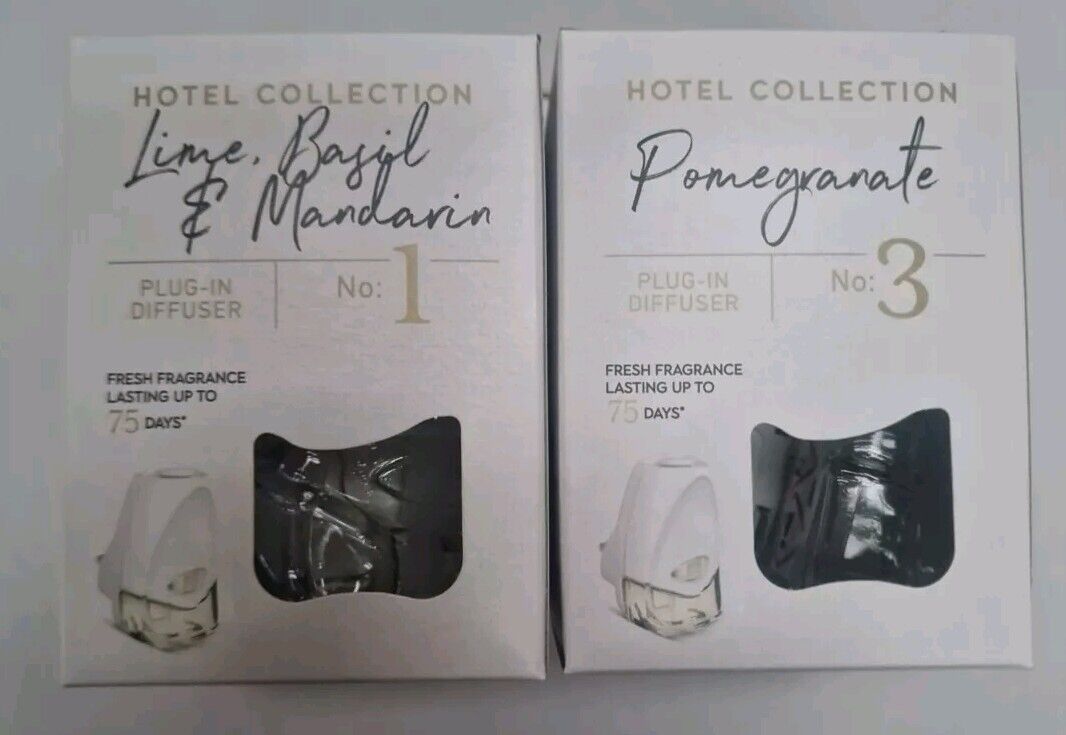 HOTEL COLLECTION
Lime, Basil
& Mandarin
PLUG-IN
DIFFUSER
No: 1
FRESH FRAGRANCE
LASTING UP TO
75 DAYS*
HOTEL COLLECTION
Pomegranate
PLUG-IN
DIFFUSER
No: 3
FRESH FRAGRANCE
LASTING UP TO
75 DAYS*